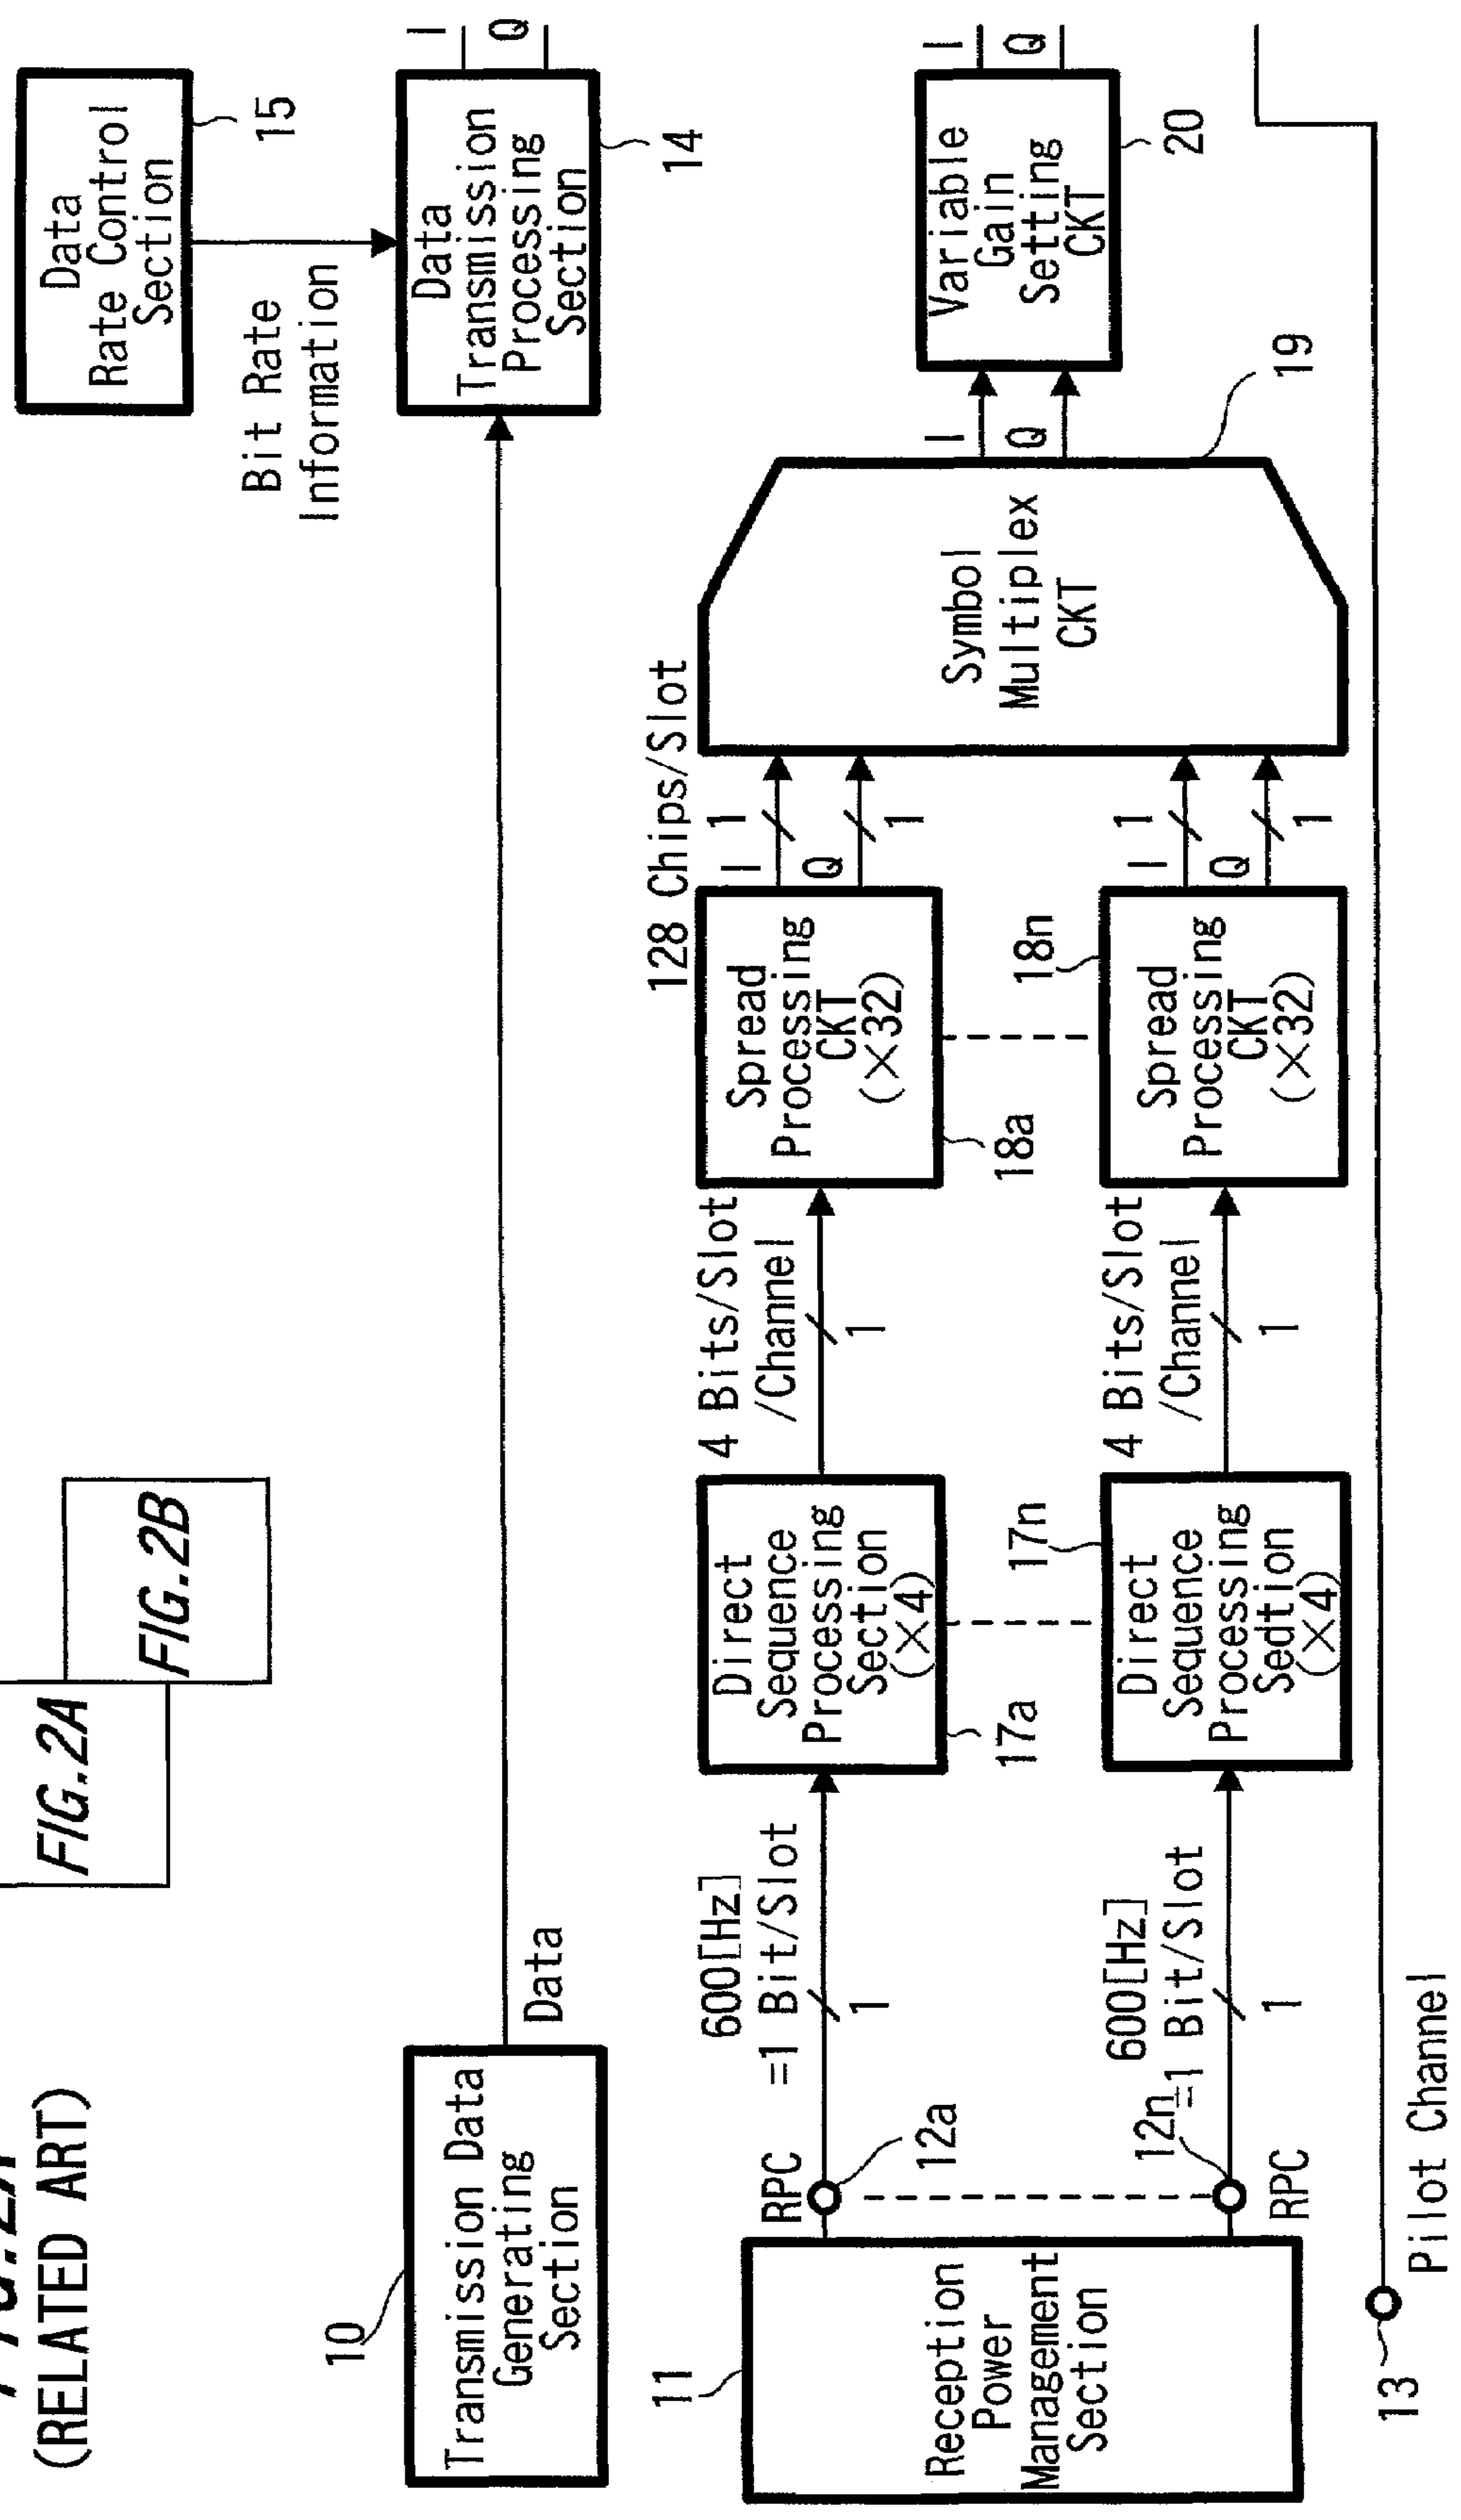 FIG.2A
(RELATED ART)
FIG.2A
FIG.2B
Data
Rate Control
Section
15
Bit Rate
Information
10
Transmission Data
Generating
Section
Data
Data
Transmission
Processing
Section
14
I
Q
11
Reception
Power
Management
Section
RPC
12a
600[Hz]
=1 Bit/Slot
1
Direct
Sequence
Processing
Section
(×4)
17a
4 Bits/Slot
/Channel
1
Spread
Processing
CKT
(×32)
18a
128 Chips/Slot
I
1
Q
1
RPC
12n
600[Hz]
=1 Bit/Slot
1
17n
Direct
Sequence
Processing
Sedtion
(×4)
4 Bits/Slot
/Channel
1
18n
Spread
Processing
CKT
(×32)
I
1
Q
1
Symbol
Multiplex
CKT
19
I
Q
Variable
Gain
Setting
CKT
20
I
Q
13
Pilot Channel